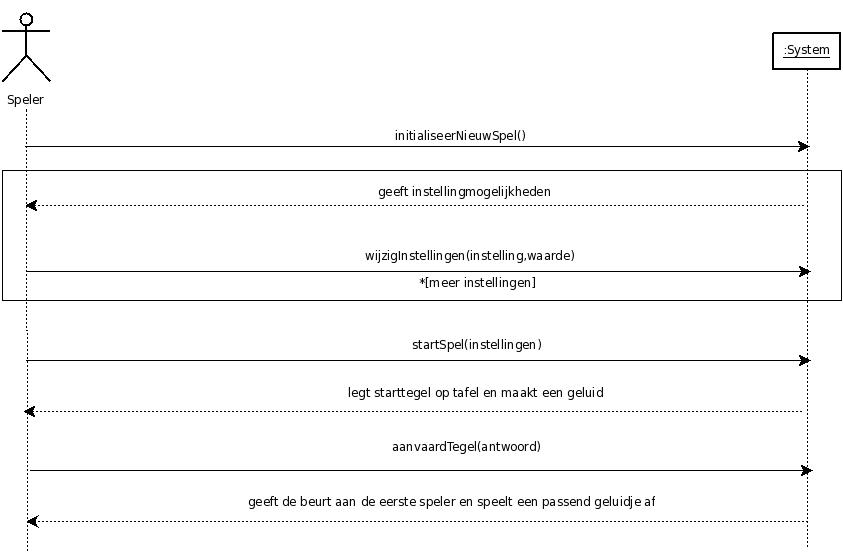 :System
Speler
initialiseerNieuwSpel()
geeft instellingmogelijkheden
wijzigInstellingen(instelling,waarde)
*[meer instellingen]
startSpel(instellingen)
legt starttegel op tafel en maakt een geluid
aanvaardTegel(antwoord)
geeft de beurt aan de eerste speler en speelt een passend geluidje af